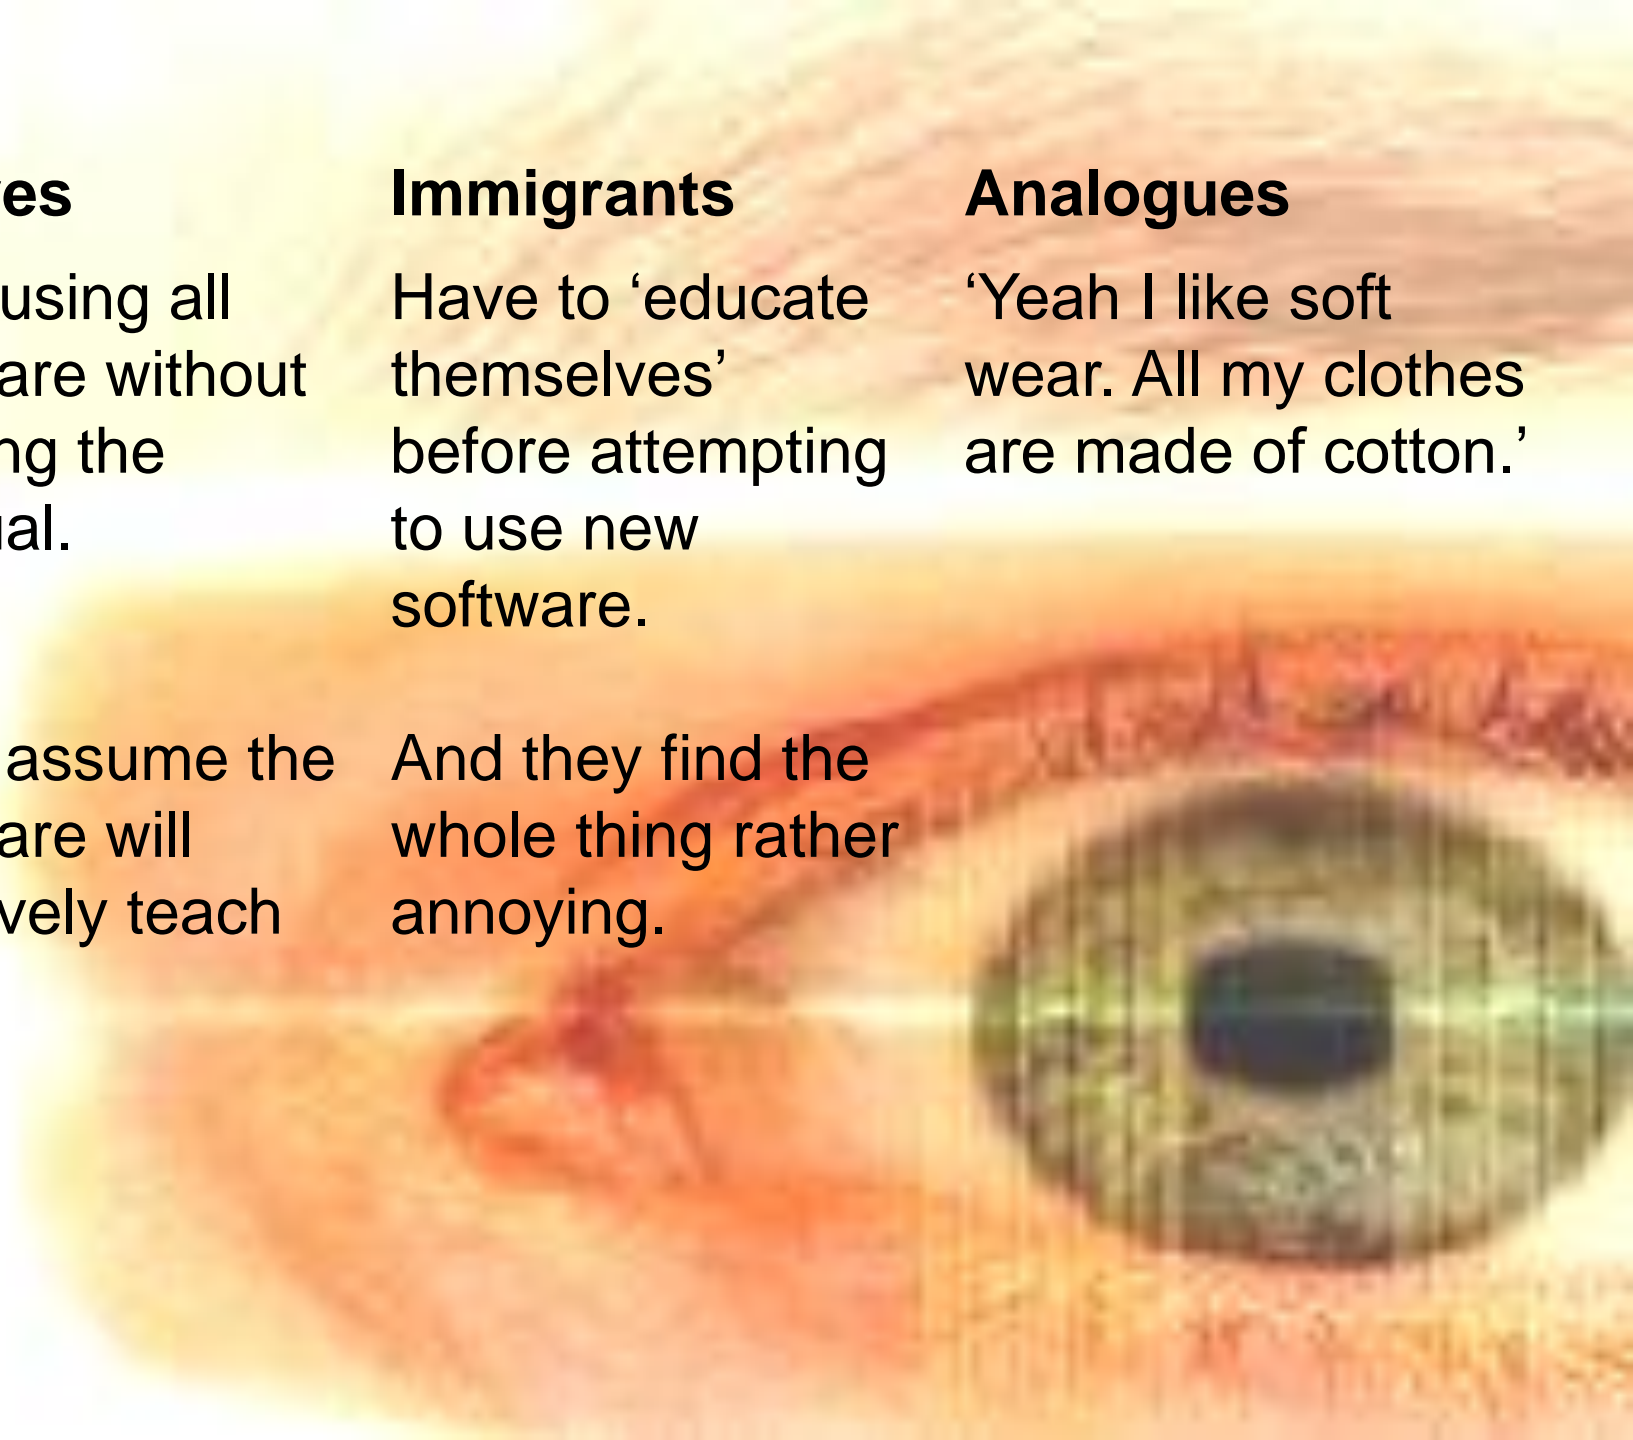 ves
Immigrants
Analogues
using all
are without
ng the
ual.
assume the
are will
vely teach
Have to ‘educate
themselves’
before attempting
to use new
software.
And they find the
whole thing rather
annoying.
‘Yeah I like soft
wear. All my clothes
are made of cotton.’